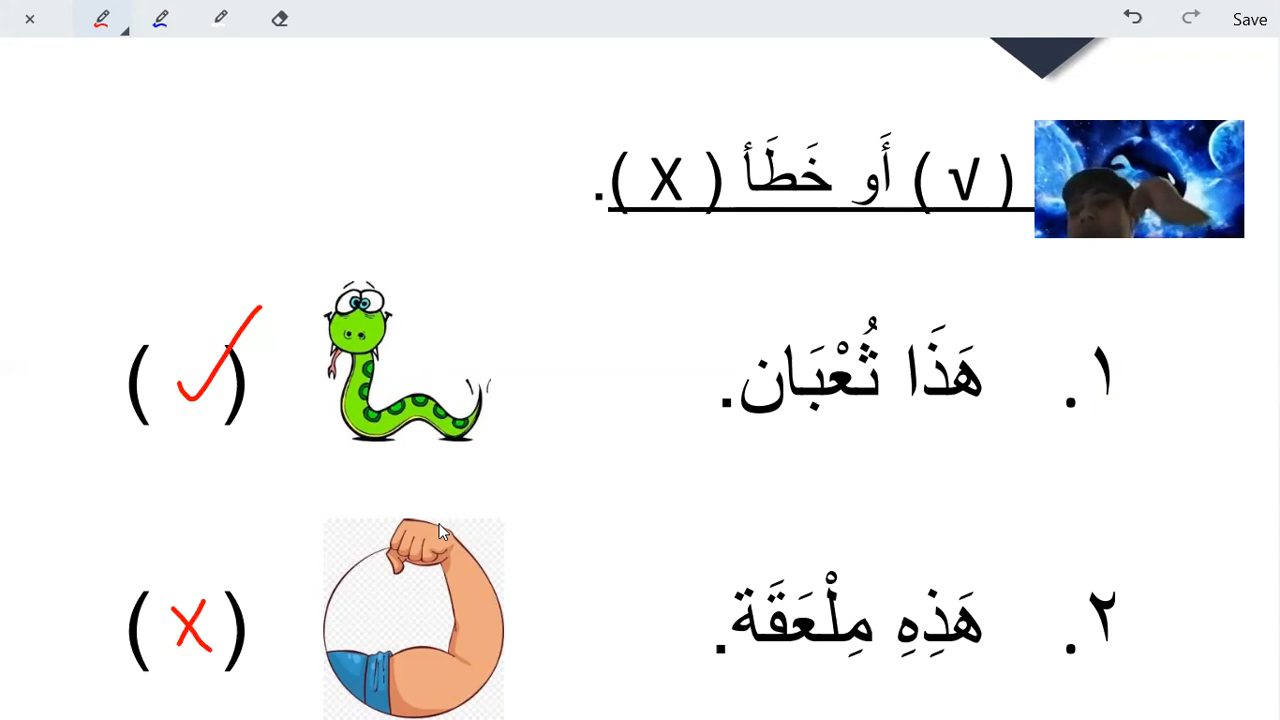 Save
( √ ) أَو خَطَأ ( X ).
١. هَذَا ثُعْبَان. ( ✓ )
٢. هَذِهِ مِلْعَقَة. ( X )